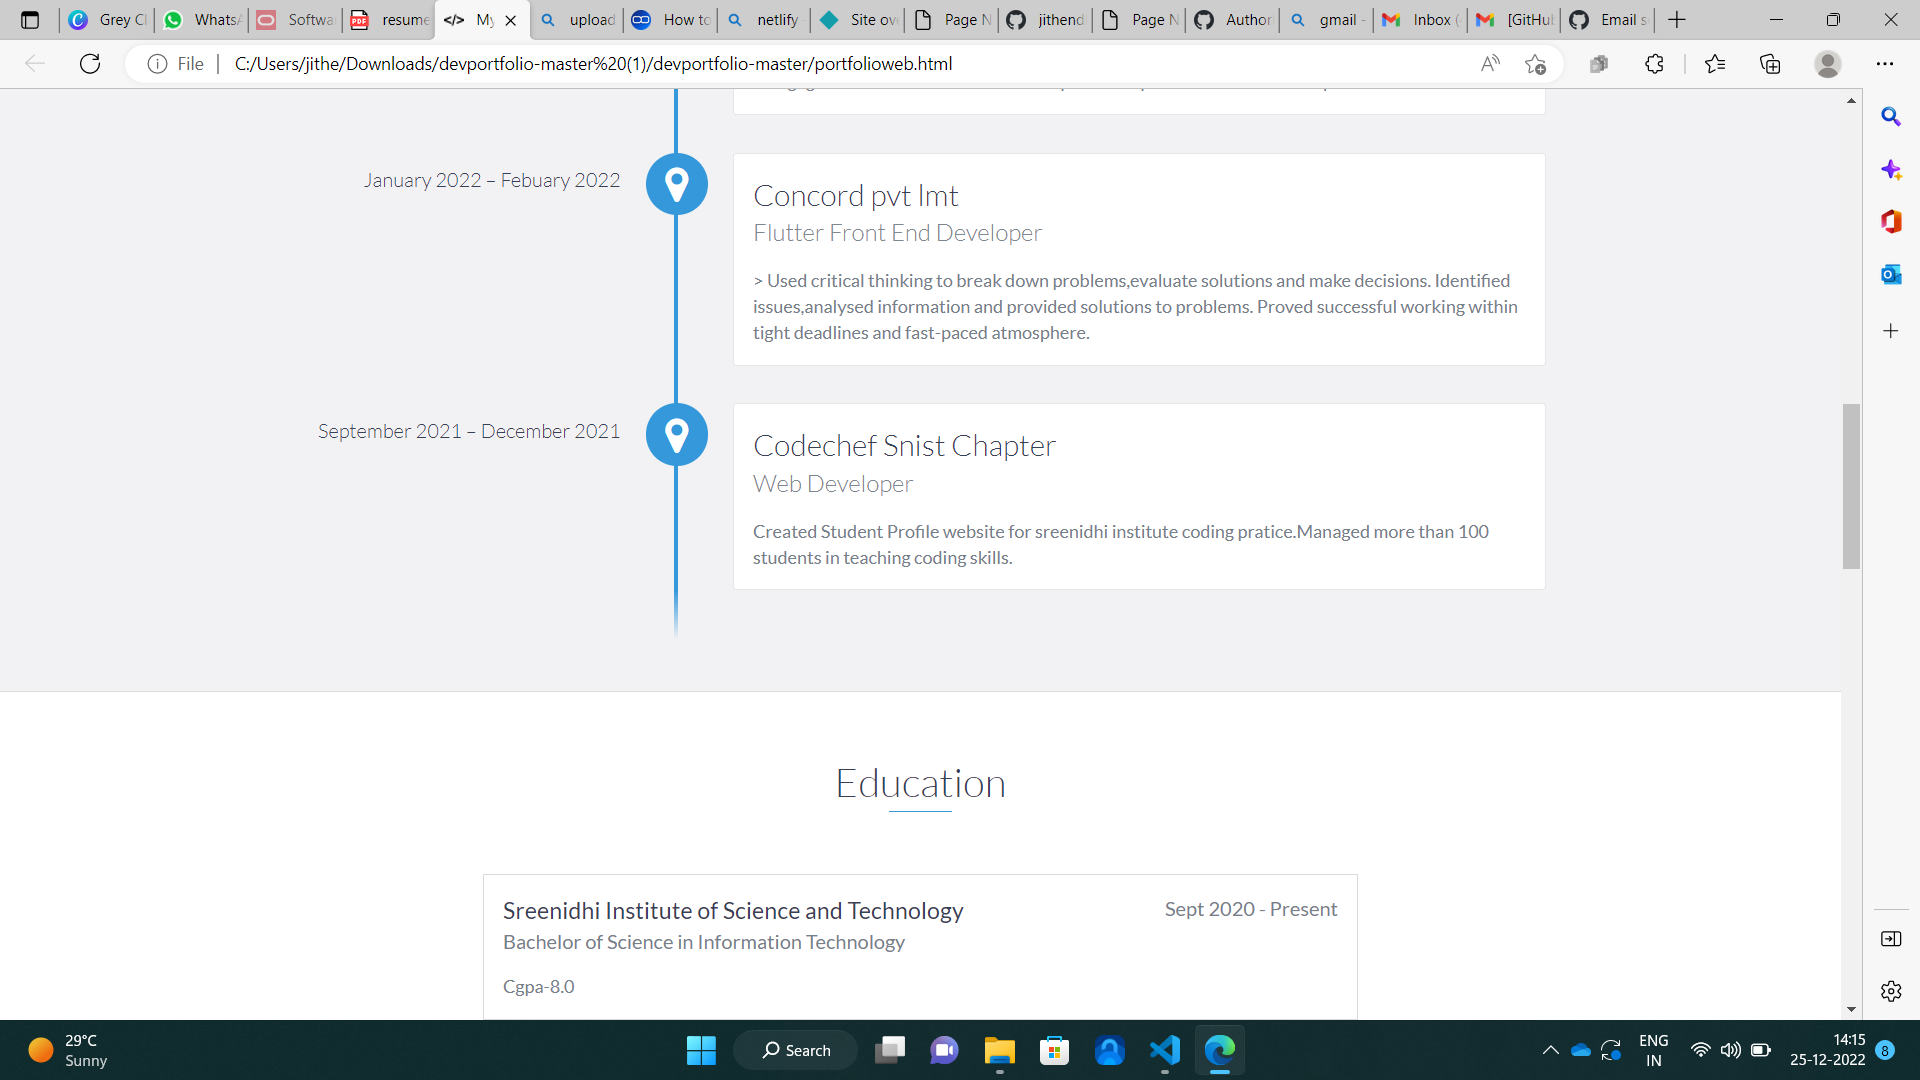 Grey C
WhatsA
Softwar
resume
My
upload
How to
netlify
Site ove
Page N
jithend
Page N
Author
gmail -
Inbox (
[GitHub
Email s
File
C:/Users/jithe/Downloads/devportfolio-master%20(1)/devportfolio-master/portfolioweb.html
January 2022 – Febuary 2022
Concord pvt lmt
Flutter Front End Developer
> Used critical thinking to break down problems,evaluate solutions and make decisions. Identified
issues,analysed information and provided solutions to problems. Proved successful working within
tight deadlines and fast-paced atmosphere.
September 2021 – December 2021
Codechef Snist Chapter
Web Developer
Created Student Profile website for sreenidhi institute coding pratice.Managed more than 100
students in teaching coding skills.
Education
Sreenidhi Institute of Science and Technology
Sept 2020 - Present
Bachelor of Science in Information Technology
Cgpa-8.0
29°C
Sunny
Search
ENG
IN
14:15
25-12-2022
8